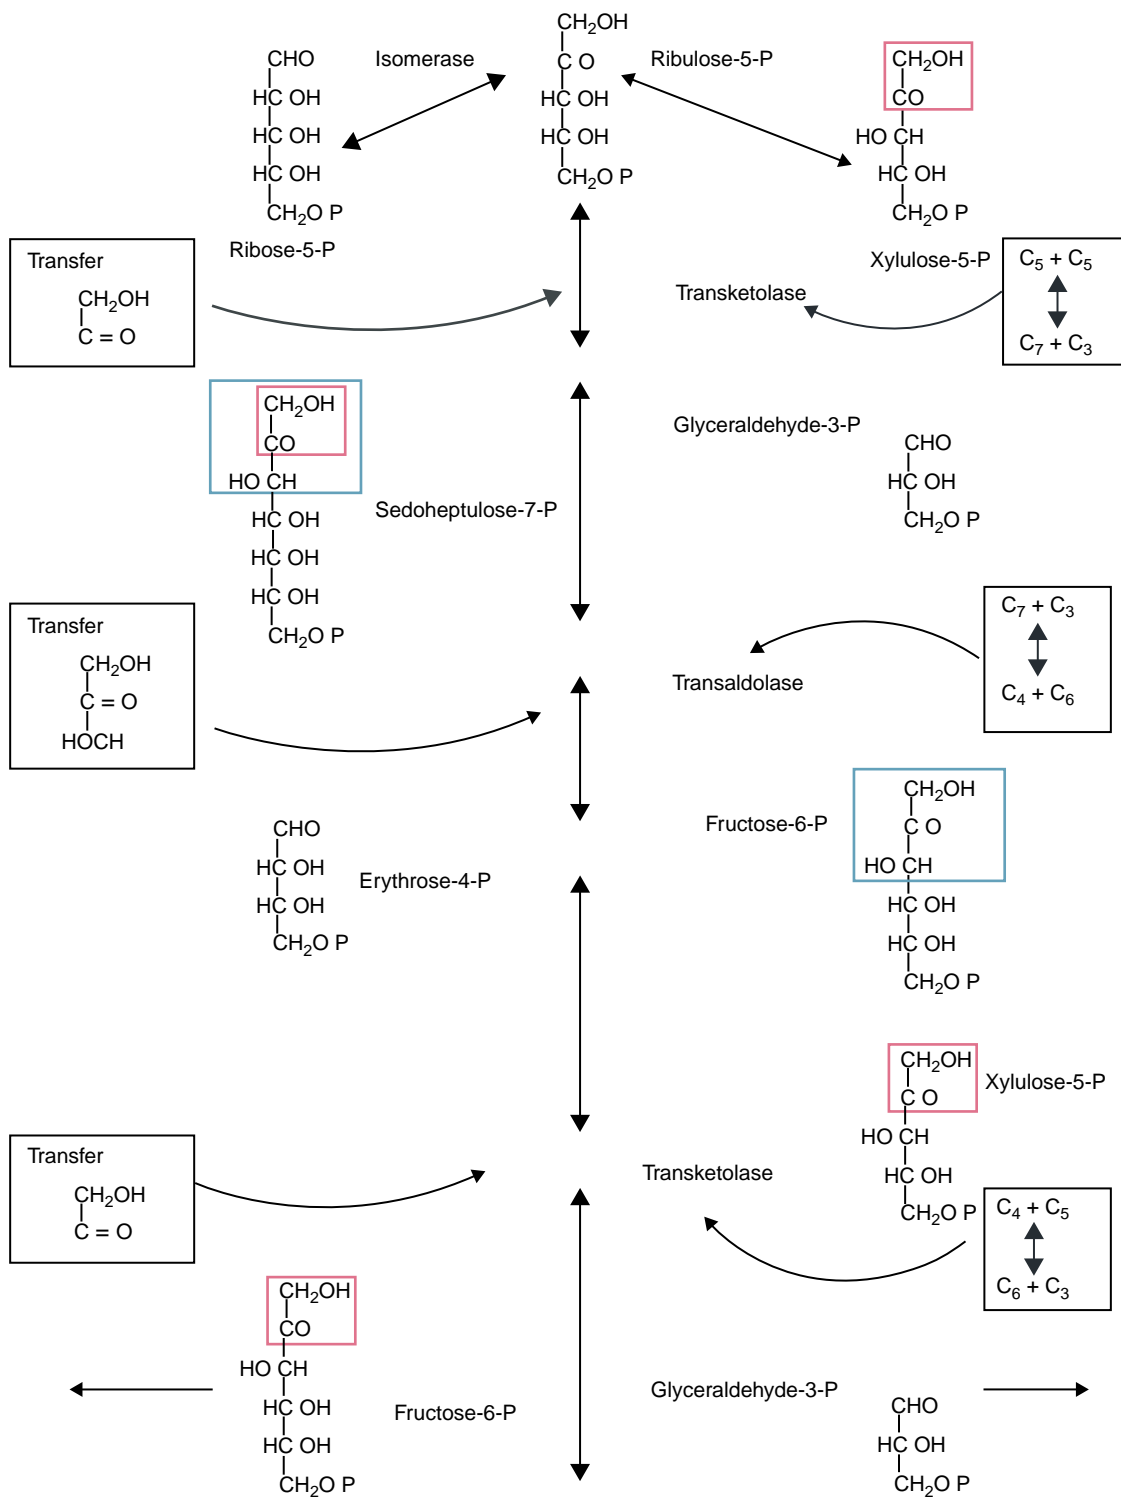 CH₂OH
C O
HC OH
HC OH
CH₂O P
Isomerase
Ribulose-5-P
CHO
HC OH
HC OH
HC OH
CH₂O P
Ribose-5-P
CH₂OH
CO
HO CH
HC OH
CH₂O P
Xylulose-5-P
Transfer
CH₂OH
C = O
Transketolase
C₅ + C₅
C₇ + C₃
CH₂OH
CO
HO CH
HC OH
HC OH
HC OH
CH₂O P
Sedoheptulose-7-P
Glyceraldehyde-3-P
CHO
HC OH
CH₂O P
Transfer
CH₂OH
C = O
HOCH
Transaldolase
C₇ + C₃
C₄ + C₆
CHO
HC OH
HC OH
CH₂O P
Erythrose-4-P
Fructose-6-P
CH₂OH
C O
HO CH
HC OH
HC OH
CH₂O P
CH₂OH
C O
HO CH
HC OH
CH₂O P
Xylulose-5-P
Transfer
CH₂OH
C = O
Transketolase
C₄ + C₅
C₆ + C₃
CH₂OH
CO
HO CH
HC OH
HC OH
CH₂O P
Fructose-6-P
Glyceraldehyde-3-P
CHO
HC OH
CH₂O P